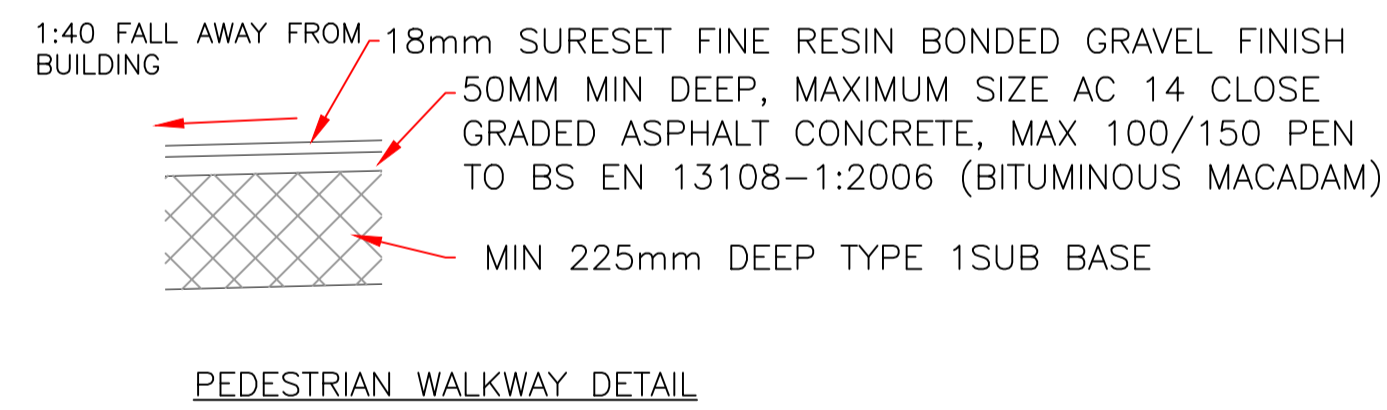 1:40 FALL AWAY FROM
BUILDING
18mm SURESET FINE RESIN BONDED GRAVEL FINISH
50MM MIN DEEP, MAXIMUM SIZE AC 14 CLOSE
GRADED ASPHALT CONCRETE, MAX 100/150 PEN
TO BS EN 13108-1:2006 (BITUMINOUS MACADAM)
MIN 225mm DEEP TYPE 1SUB BASE
PEDESTRIAN WALKWAY DETAIL